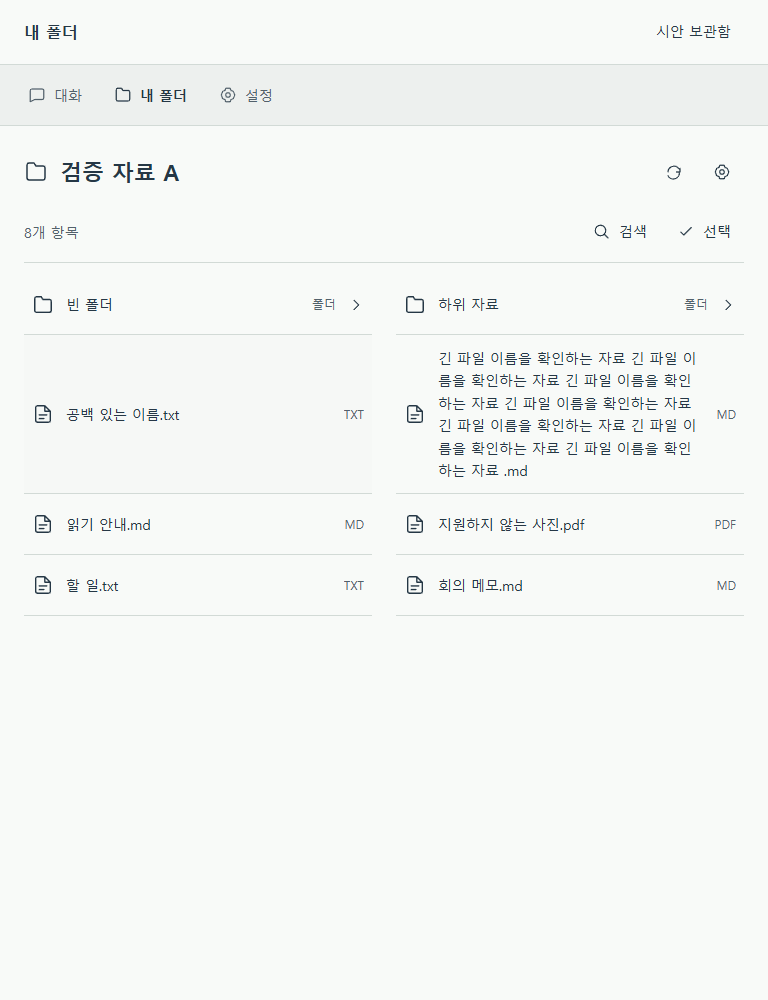 내 폴더
시안 보관함
대화
내 폴더
설정
검증 자료 A
8개 항목
검색
선택
빈 폴더
폴더
하위 자료
폴더
공백 있는 이름.txt
TXT
긴 파일 이름을 확인하는 자료 긴 파일 이
름을 확인하는 자료 긴 파일 이름을 확인
하는 자료 긴 파일 이름을 확인하는 자료
긴 파일 이름을 확인하는 자료 긴 파일 이
름을 확인하는 자료 긴 파일 이름을 확인
하는 자료 .md
MD
읽기 안내.md
MD
지원하지 않는 사진.pdf
PDF
할 일.txt
TXT
회의 메모.md
MD